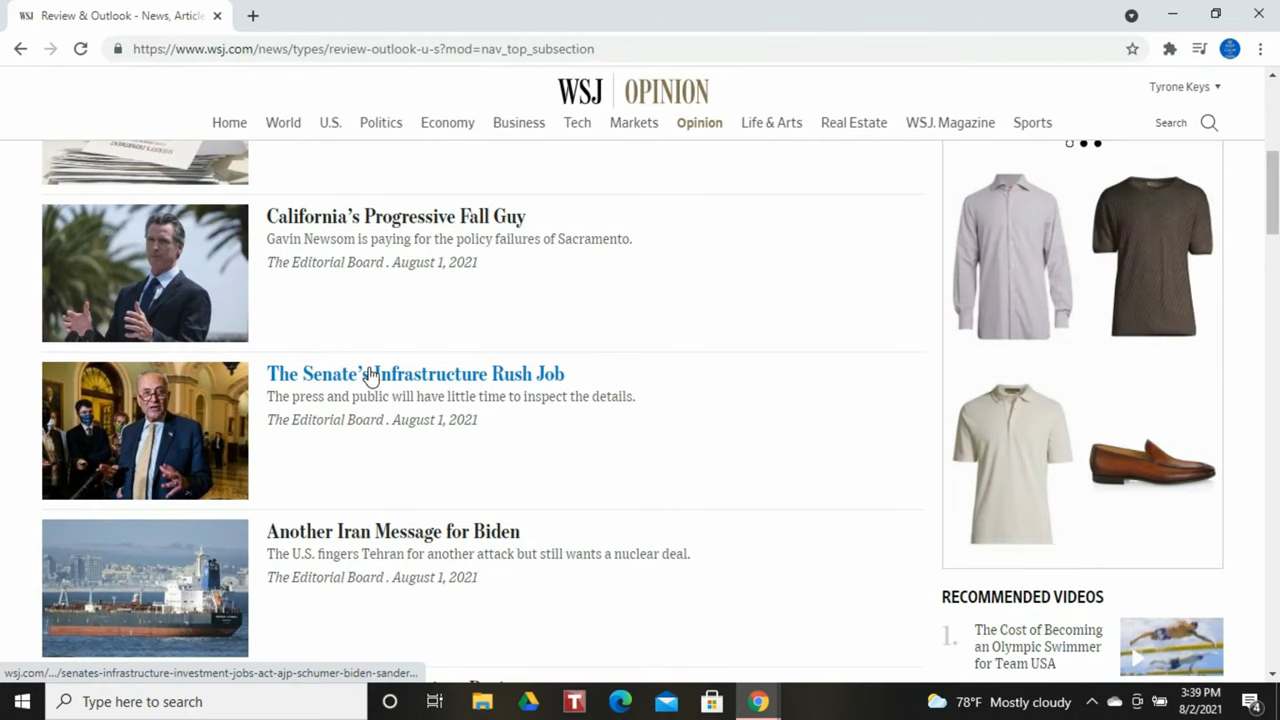 WSJ Review & Outlook - News, Article
https://www.wsj.com/news/types/review-outlook-u-s?mod=nav_top_subsection
WSJ OPINION
Tyrone Keys
Home World U.S. Politics Economy Business Tech Markets Opinion Life & Arts Real Estate WSJ. Magazine Sports
Search
California's Progressive Fall Guy
Gavin Newsom is paying for the policy failures of Sacramento.
The Editorial Board . August 1, 2021
The Senate's Infrastructure Rush Job
The press and public will have little time to inspect the details.
The Editorial Board . August 1, 2021
Another Iran Message for Biden
The U.S. fingers Tehran for another attack but still wants a nuclear deal.
The Editorial Board . August 1, 2021
RECOMMENDED VIDEOS
1. The Cost of Becoming
an Olympic Swimmer
for Team USA
wsj.com/.../senates-infrastructure-investment-jobs-act-ajp-schumer-biden-sander...
Type here to search
T
78°F Mostly cloudy
3:39 PM
8/2/2021
4